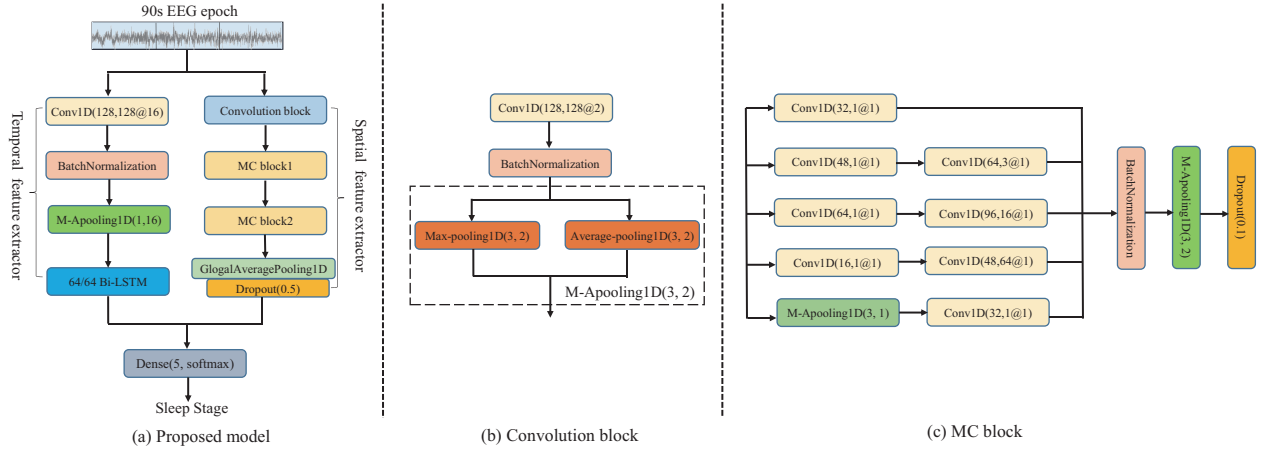 90s EEG epoch
Temporal feature extractor
Conv1D(128,128@16)
BatchNormalization
M-Apooling1D(1,16)
64/64 Bi-LSTM
Convolution block
MC block1
MC block2
GlogalAveragePooling1D
Dropout(0.5)
Spatial feature extractor
Dense(5, softmax)
Sleep Stage
(a) Proposed model
Conv1D(128,128@2)
BatchNormalization
Max-pooling1D(3, 2)
Average-pooling1D(3, 2)
M-Apooling1D(3, 2)
(b) Convolution block
Conv1D(32,1@1)
Conv1D(48,1@1)
Conv1D(64,3@1)
Conv1D(64,1@1)
Conv1D(96,16@1)
Conv1D(16,1@1)
Conv1D(48,64@1)
M-Apooling1D(3, 1)
Conv1D(32,1@1)
BatchNormalization
M-Apooling1D(3, 2)
Dropout(0.1)
(c) MC block